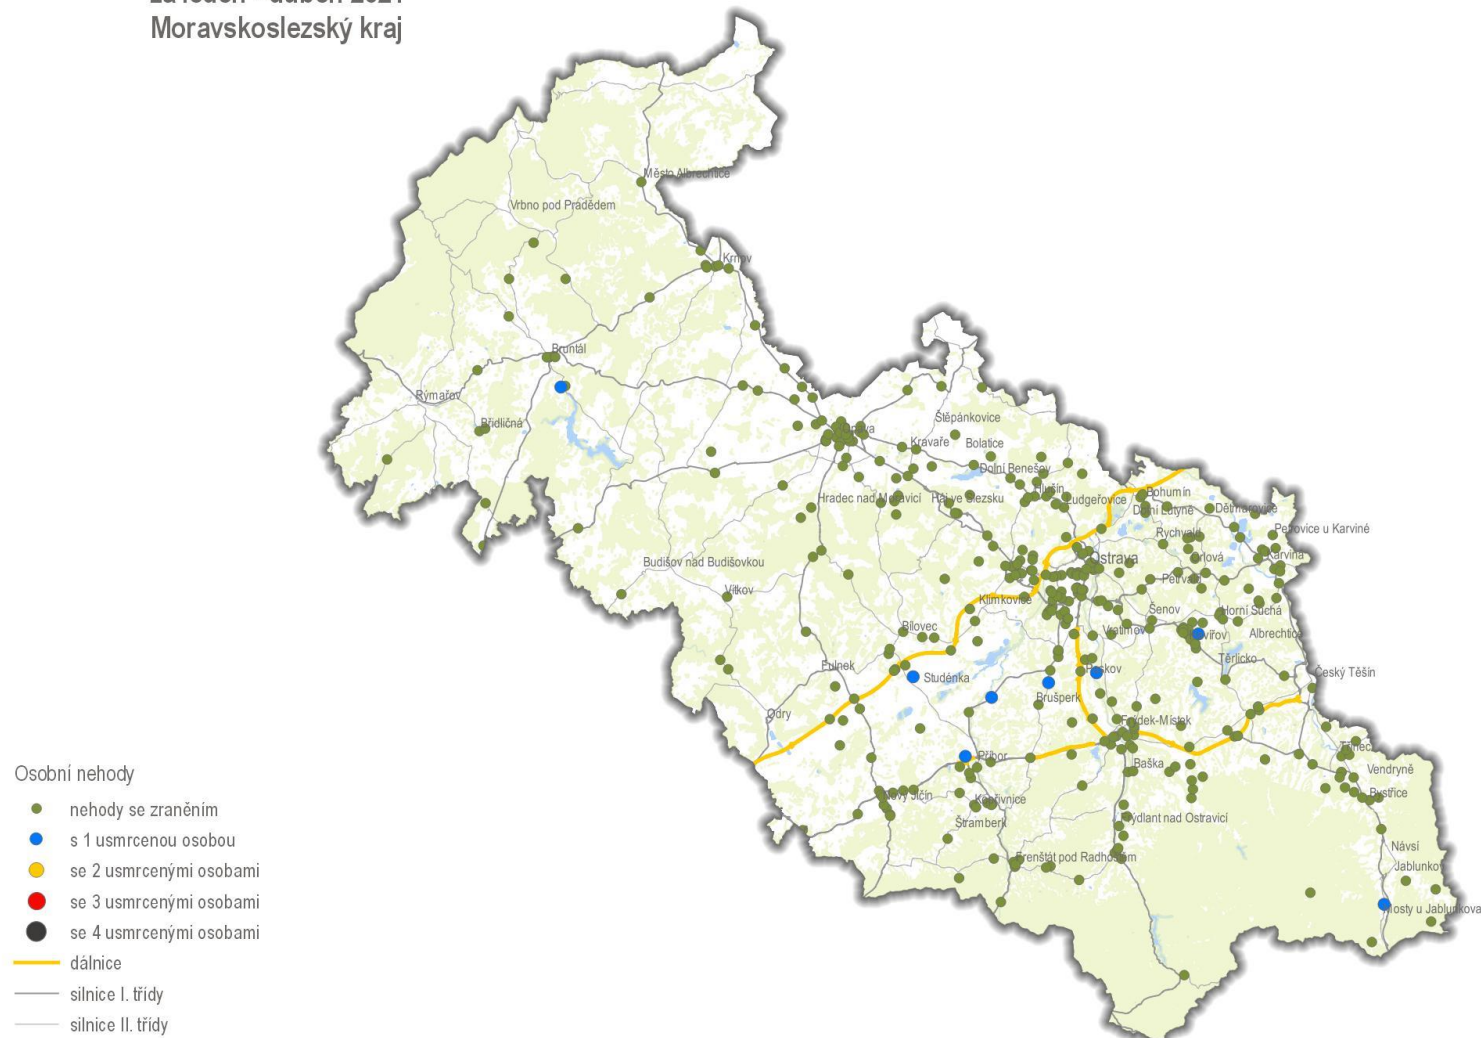 za leden - duben 2021
Moravskoslezský kraj
Město Albrechtice
Vrbno pod Pradědem
Krnov
Bruntál
Rýmařov
Břidličná
Opava
Štěpánkovice
Kravaře
Bolatice
Dolní Benešov
Hlučín
Hradec nad Moravicí
Háj ve Slezsku
Ludgeřovice
Bohumín
Dolní Lutyně
Dětmarovice
Petrovice u Karviné
Rychvald
Ostrava
Orlová
Karviná
Budišov nad Budišovkou
Petřvald
Vítkov
Klimkovice
Šenov
Horní Suchá
Bílovec
Vratimov
Havířov
Albrechtice
Fulnek
Těrlicko
Paskov
Český Těšín
Studénka
Brušperk
Odry
Frýdek-Místek
Třinec
Příbor
Baška
Vendryně
Nový Jičín
Kopřivnice
Bystřice
Štramberk
Frýdlant nad Ostravicí
Návsí
Frenštát pod Radhoštěm
Jablunkov
Mosty u Jablunkova
Osobní nehody
nehody se zraněním
s 1 usmrcenou osobou
se 2 usmrcenými osobami
se 3 usmrcenými osobami
se 4 usmrcenými osobami
dálnice
silnice I. třídy
silnice II. třídy